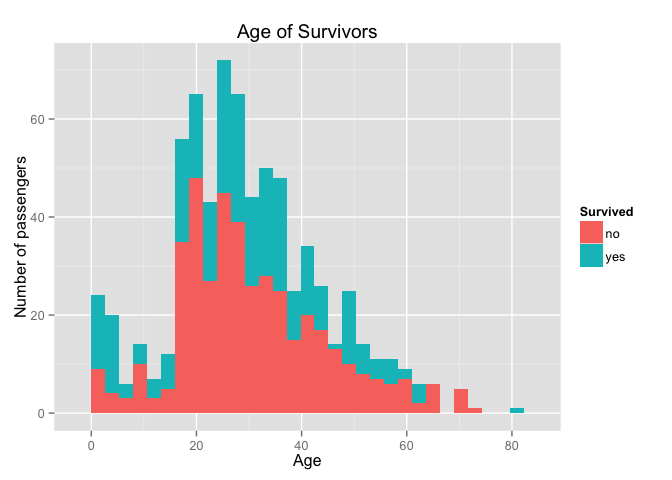 Age of Survivors
Number of passengers
60
40
20
0
0 20 40 60 80
Age
Survived
no
yes